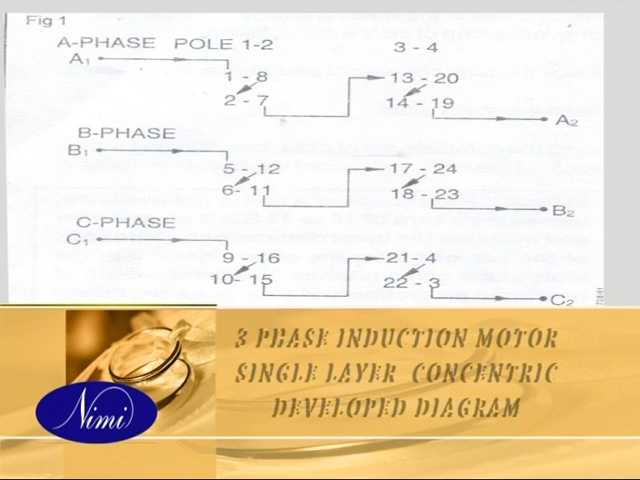 Fig 1
A-PHASE POLE 1-2 3 - 4
A1
1 - 8 13 - 20
2 - 7 14 - 19
A2
B-PHASE
B1
5 - 12 17 - 24
6 - 11 18 - 23
B2
C-PHASE
C1
9 - 16 21 - 4
10 - 15 22 - 3
C2
3 PHASE INDUCTION MOTOR
SINGLE LAYER CONCENTRIC
DEVELOPED DIAGRAM
Nimi